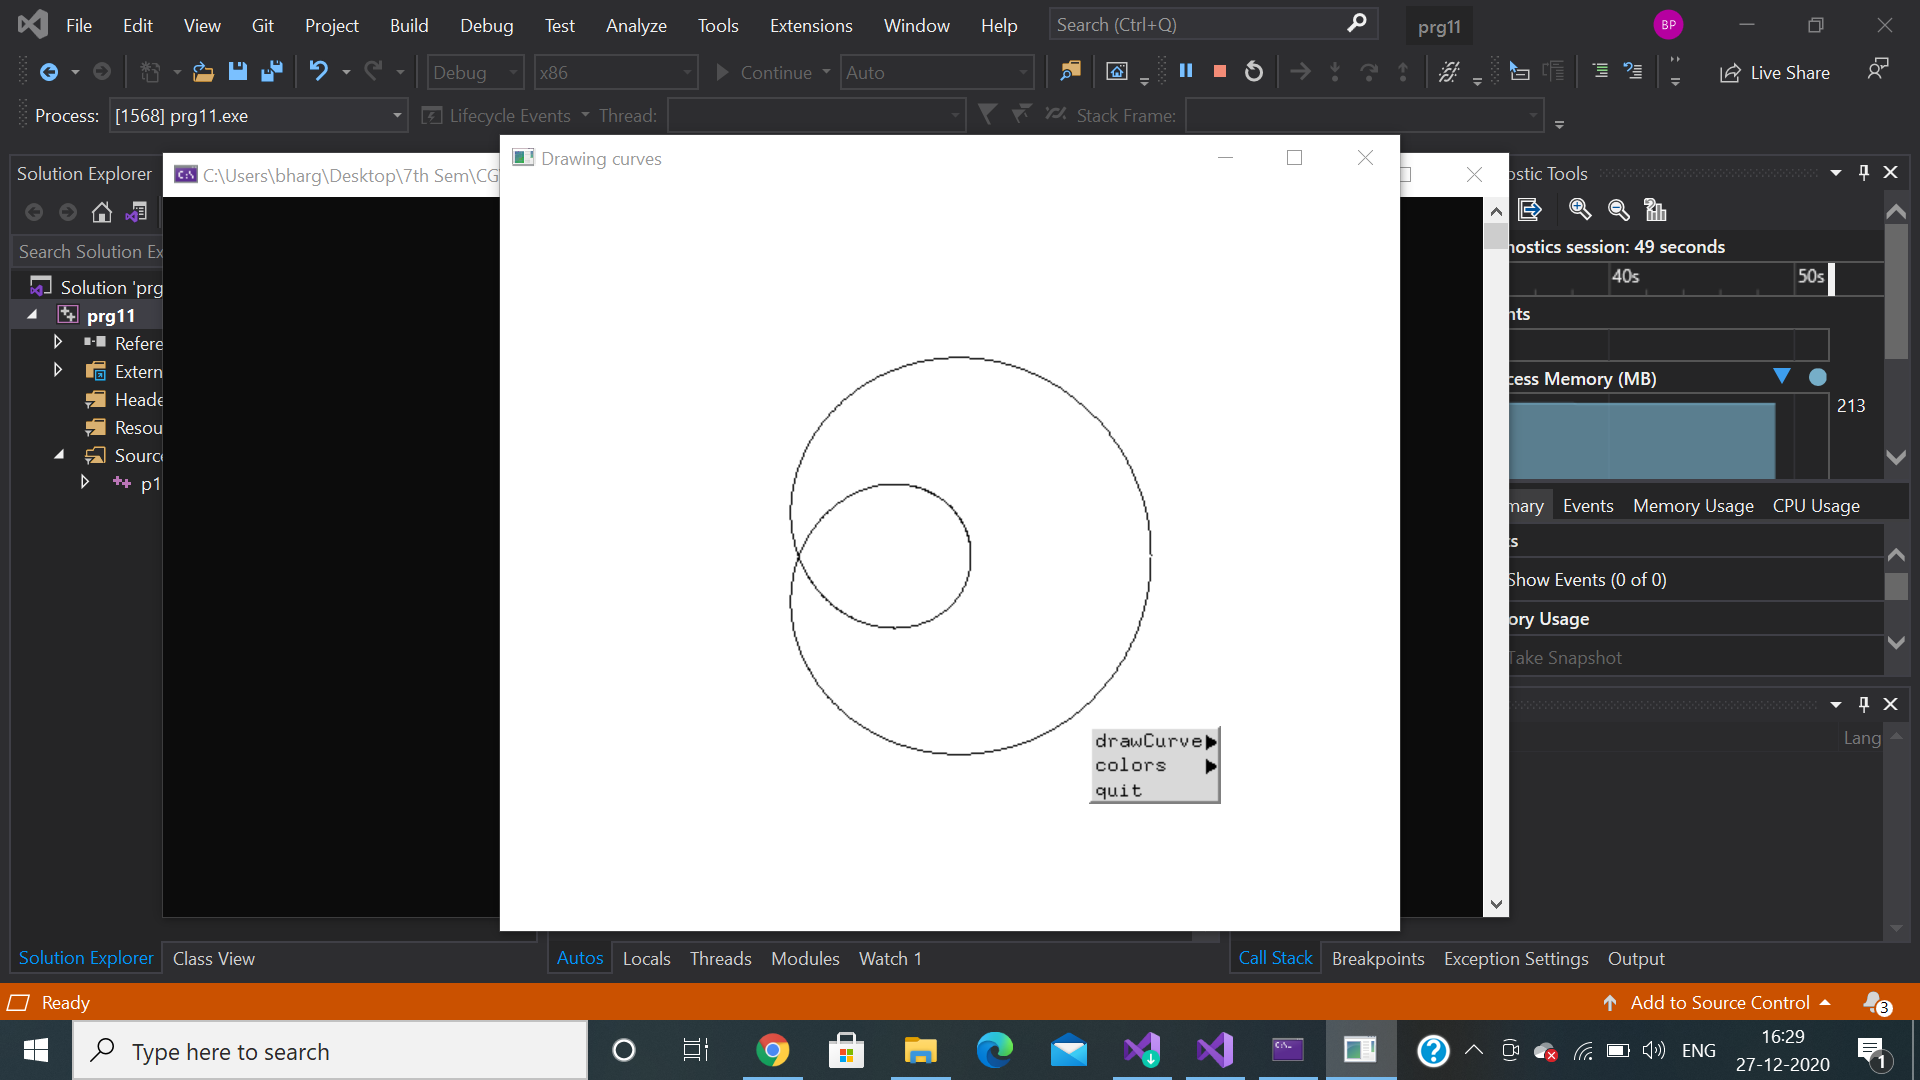 File Edit View Git Project Build Debug Test Analyze Tools Extensions Window Help Search (Ctrl+Q) prg11 BP
Debug x86 Continue Auto Live Share
Process: [1568] prg11.exe Lifecycle Events Thread: Stack Frame:
Solution Explorer
C:\Users\bharg\Desktop\7th Sem\CG
Drawing curves
ostic Tools
Search Solution Ex
nostics session: 49 seconds
40s 50s
Solution 'prg
prg11
Refere
Extern
Heade
Resou
Source
p1
nts
cess Memory (MB)
213
mary Events Memory Usage CPU Usage
ts
Show Events (0 of 0)
ory Usage
Take Snapshot
Lang
drawCurve
colors
quit
Solution Explorer Class View
Autos Locals Threads Modules Watch 1
Call Stack Breakpoints Exception Settings Output
Ready
Add to Source Control 3
Type here to search
ENG
16:29
27-12-2020
1